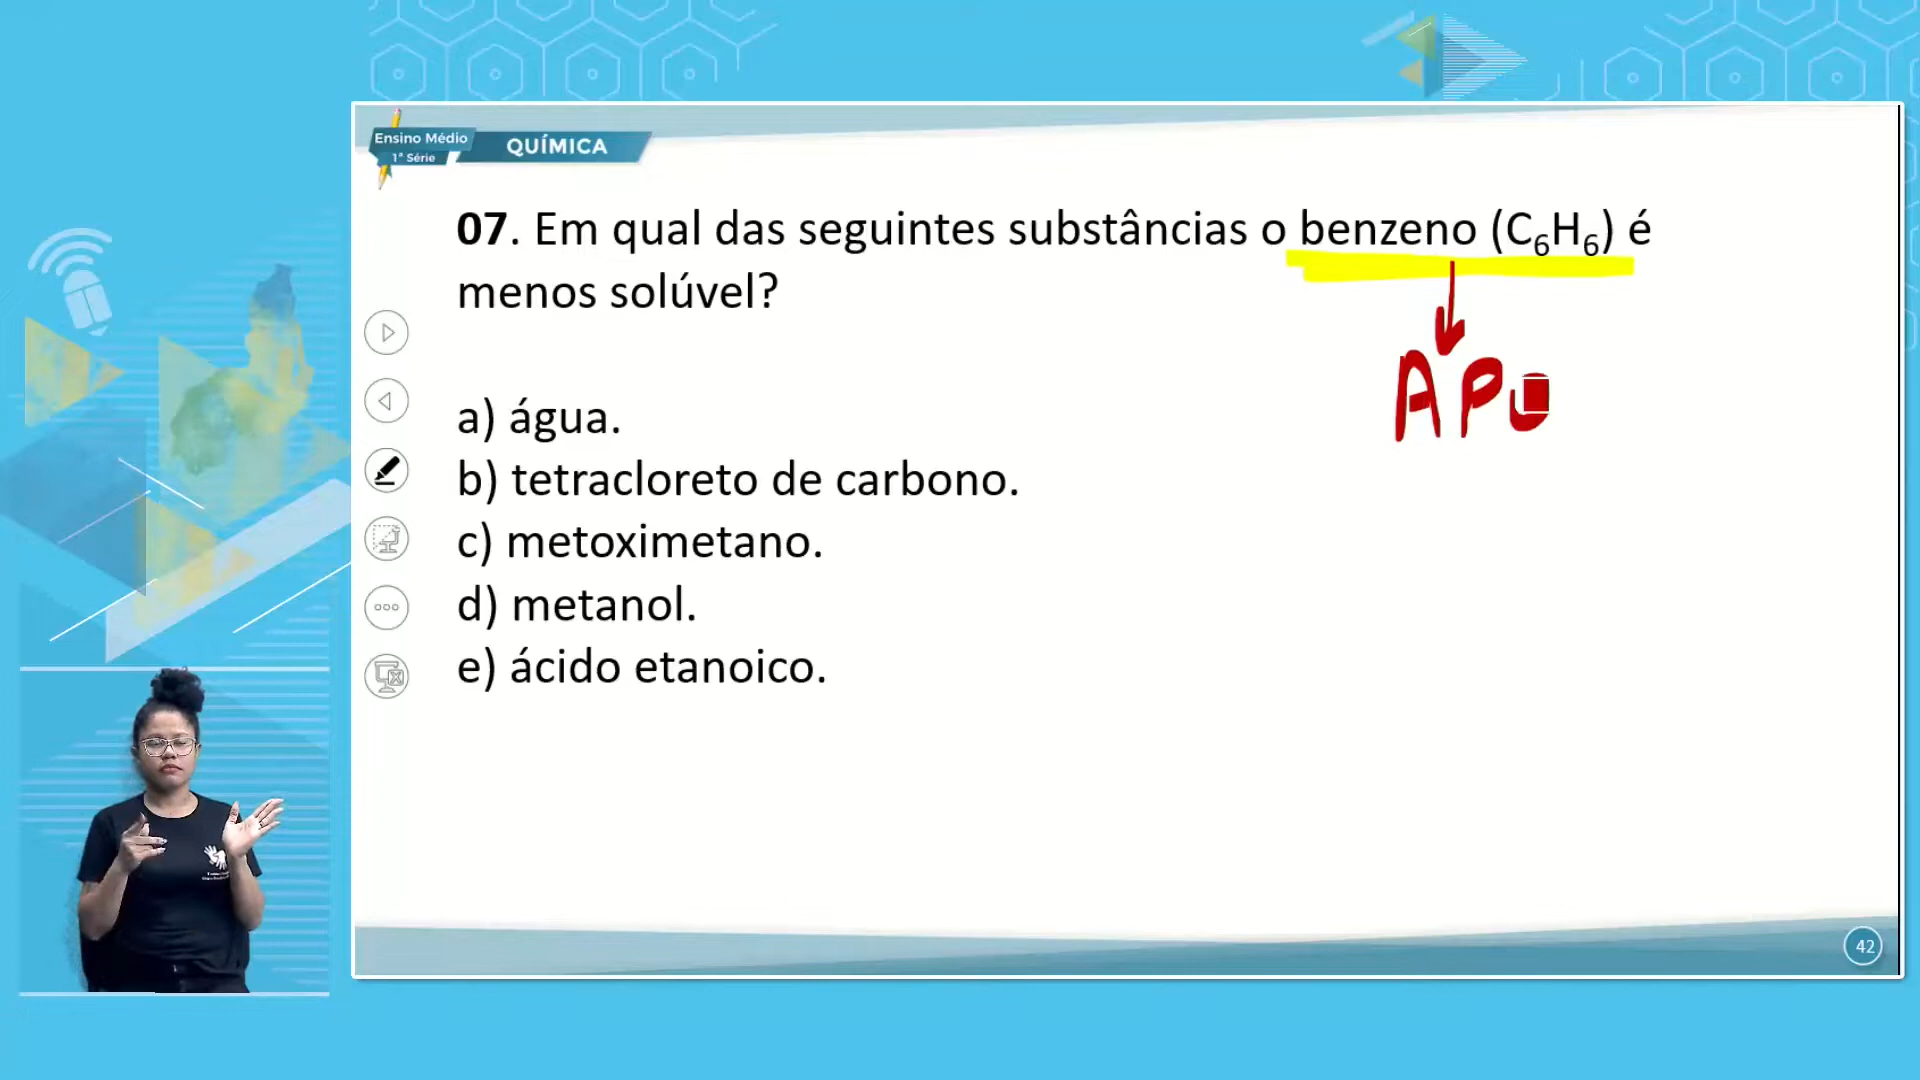 Ensino Médio
1ª Série
QUÍMICA
07. Em qual das seguintes substâncias o benzeno (C₆H₆) é
menos solúvel?
APO
a) água.
b) tetracloreto de carbono.
c) metoximetano.
d) metanol.
e) ácido etanoico.
42